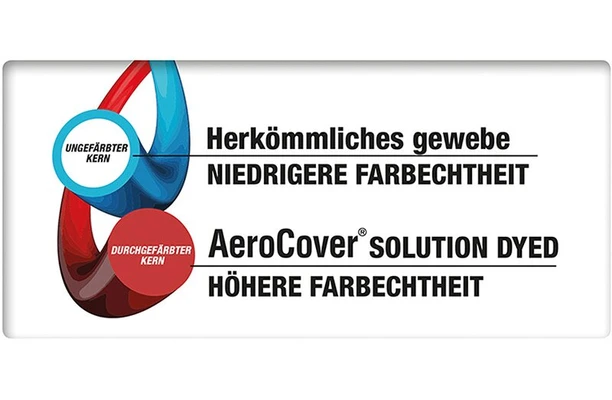 UNGEFÄRBTER
KERN
Herkömmliches gewebe
NIEDRIGERE FARBECHTHEIT
DURCHGEFÄRBTER
KERN
AeroCover® SOLUTION DYED
HÖHERE FARBECHTHEIT